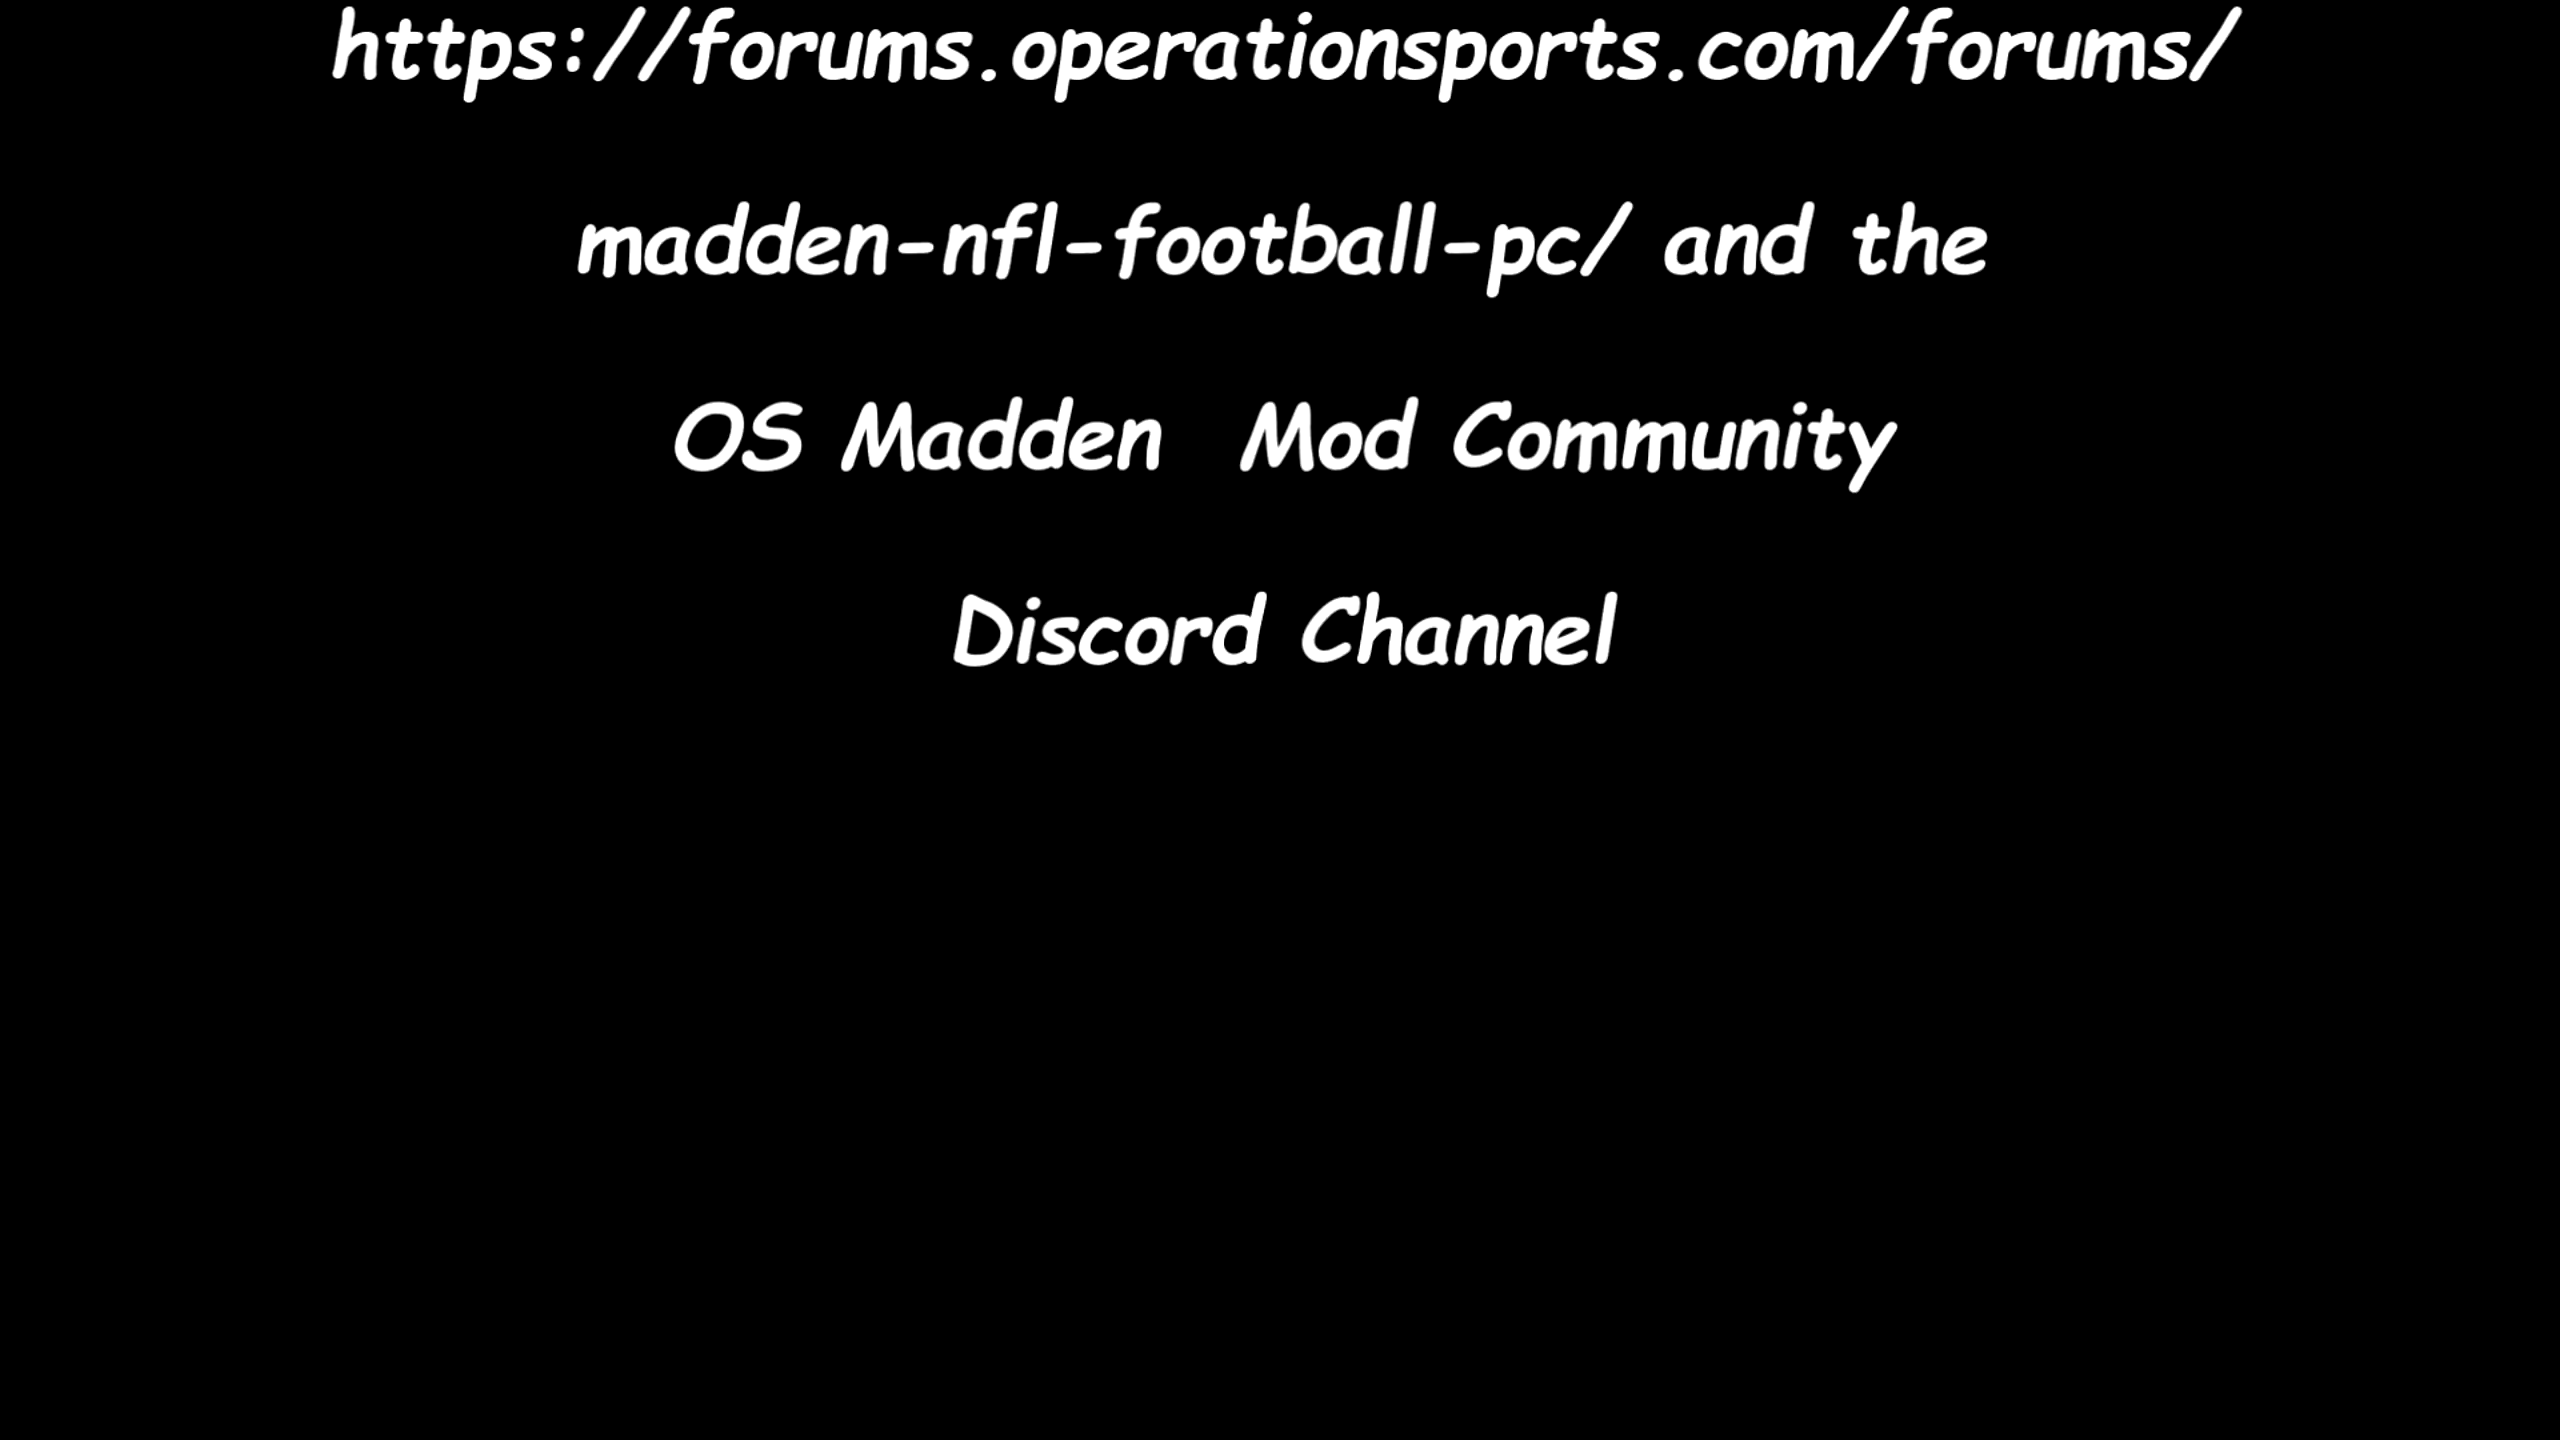 https://forums.operationsports.com/forums/
madden-nfl-football-pc/ and the
OS Madden  Mod Community
Discord Channel